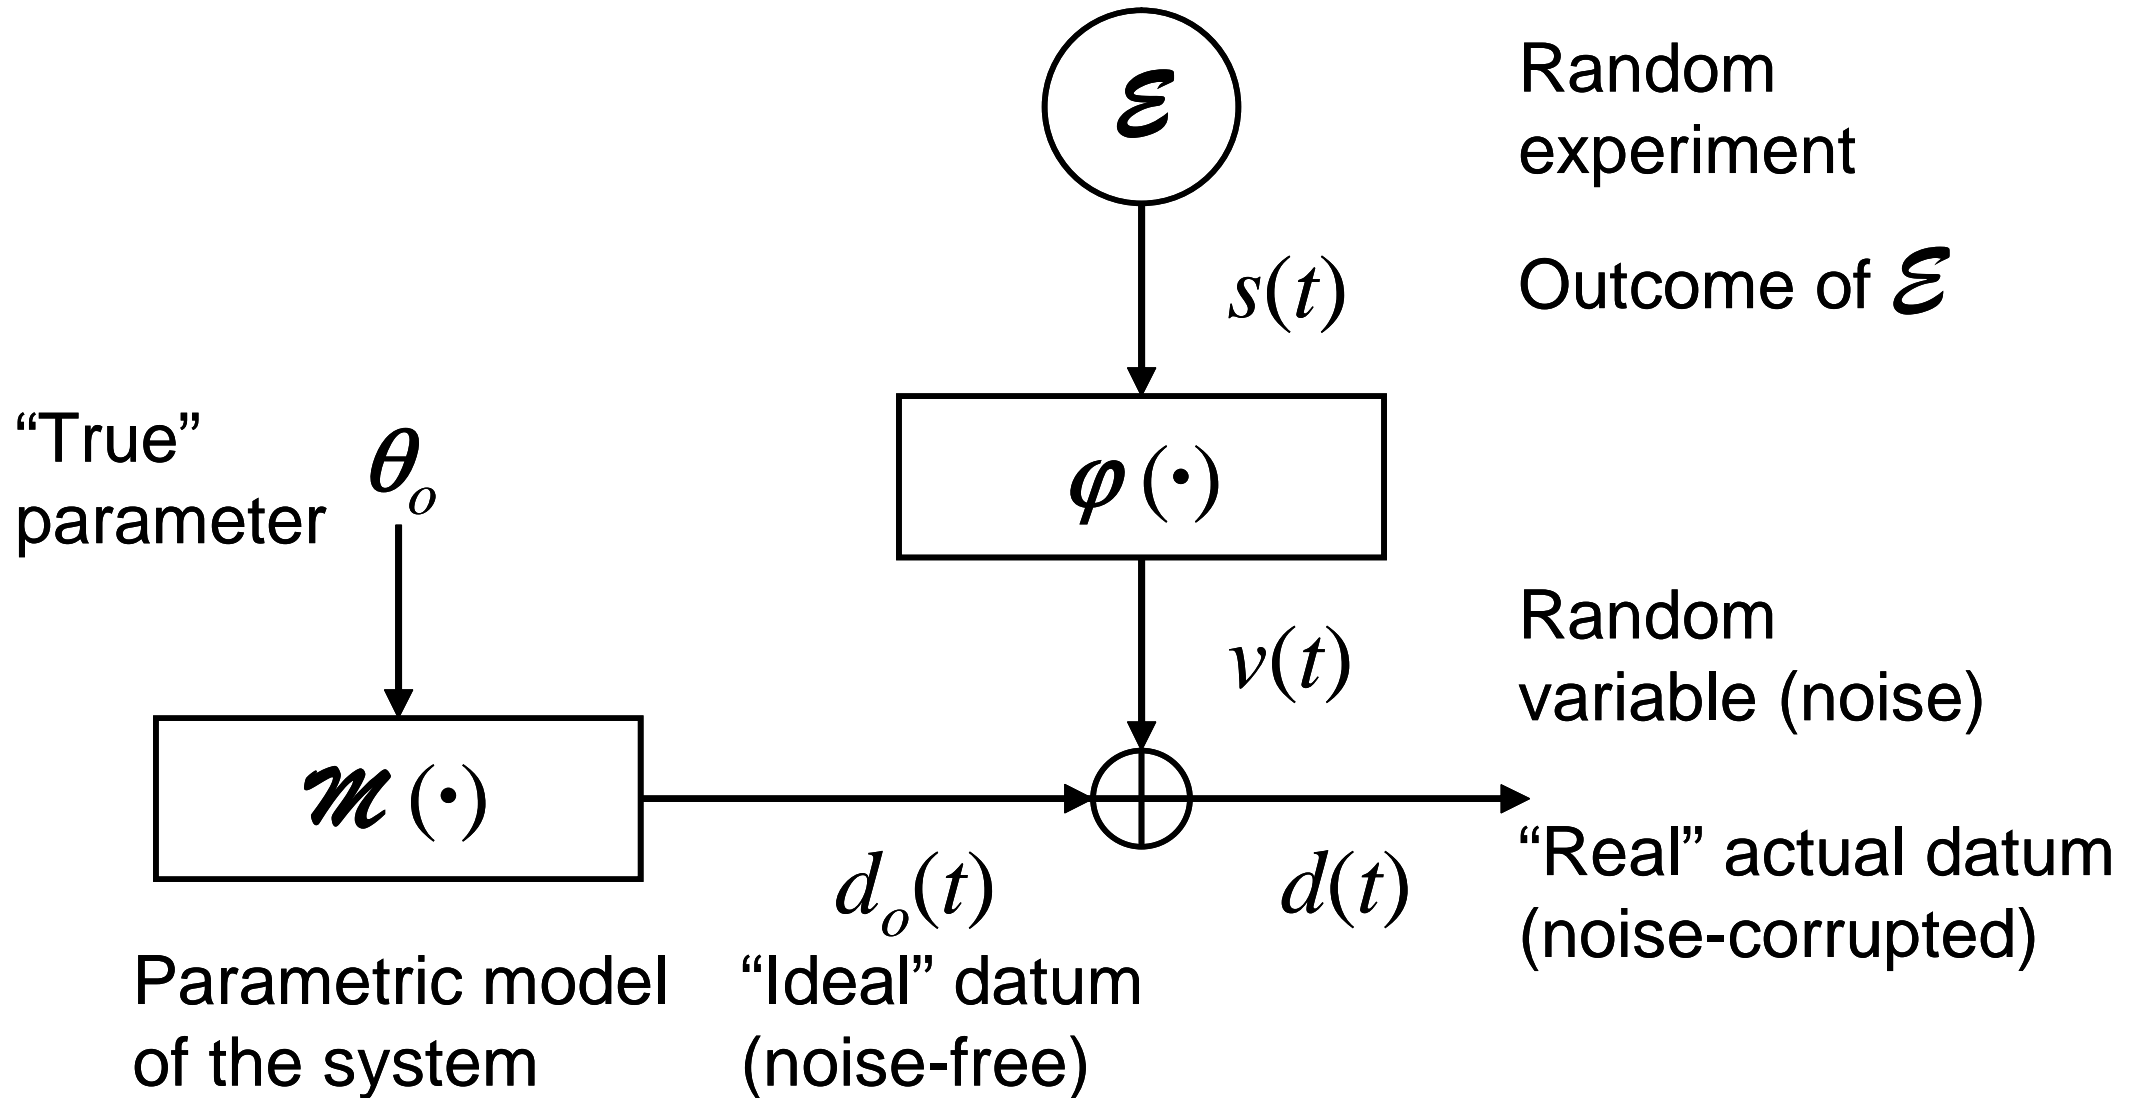 ℰ
Random
experiment
s(t)
Outcome of ℰ
φ(·)
“True”
parameter
θₒ
v(t)
Random
variable (noise)
ℳ(·)
dₒ(t)
d(t)
“Real” actual datum
(noise-corrupted)
Parametric model
of the system
“Ideal” datum
(noise-free)